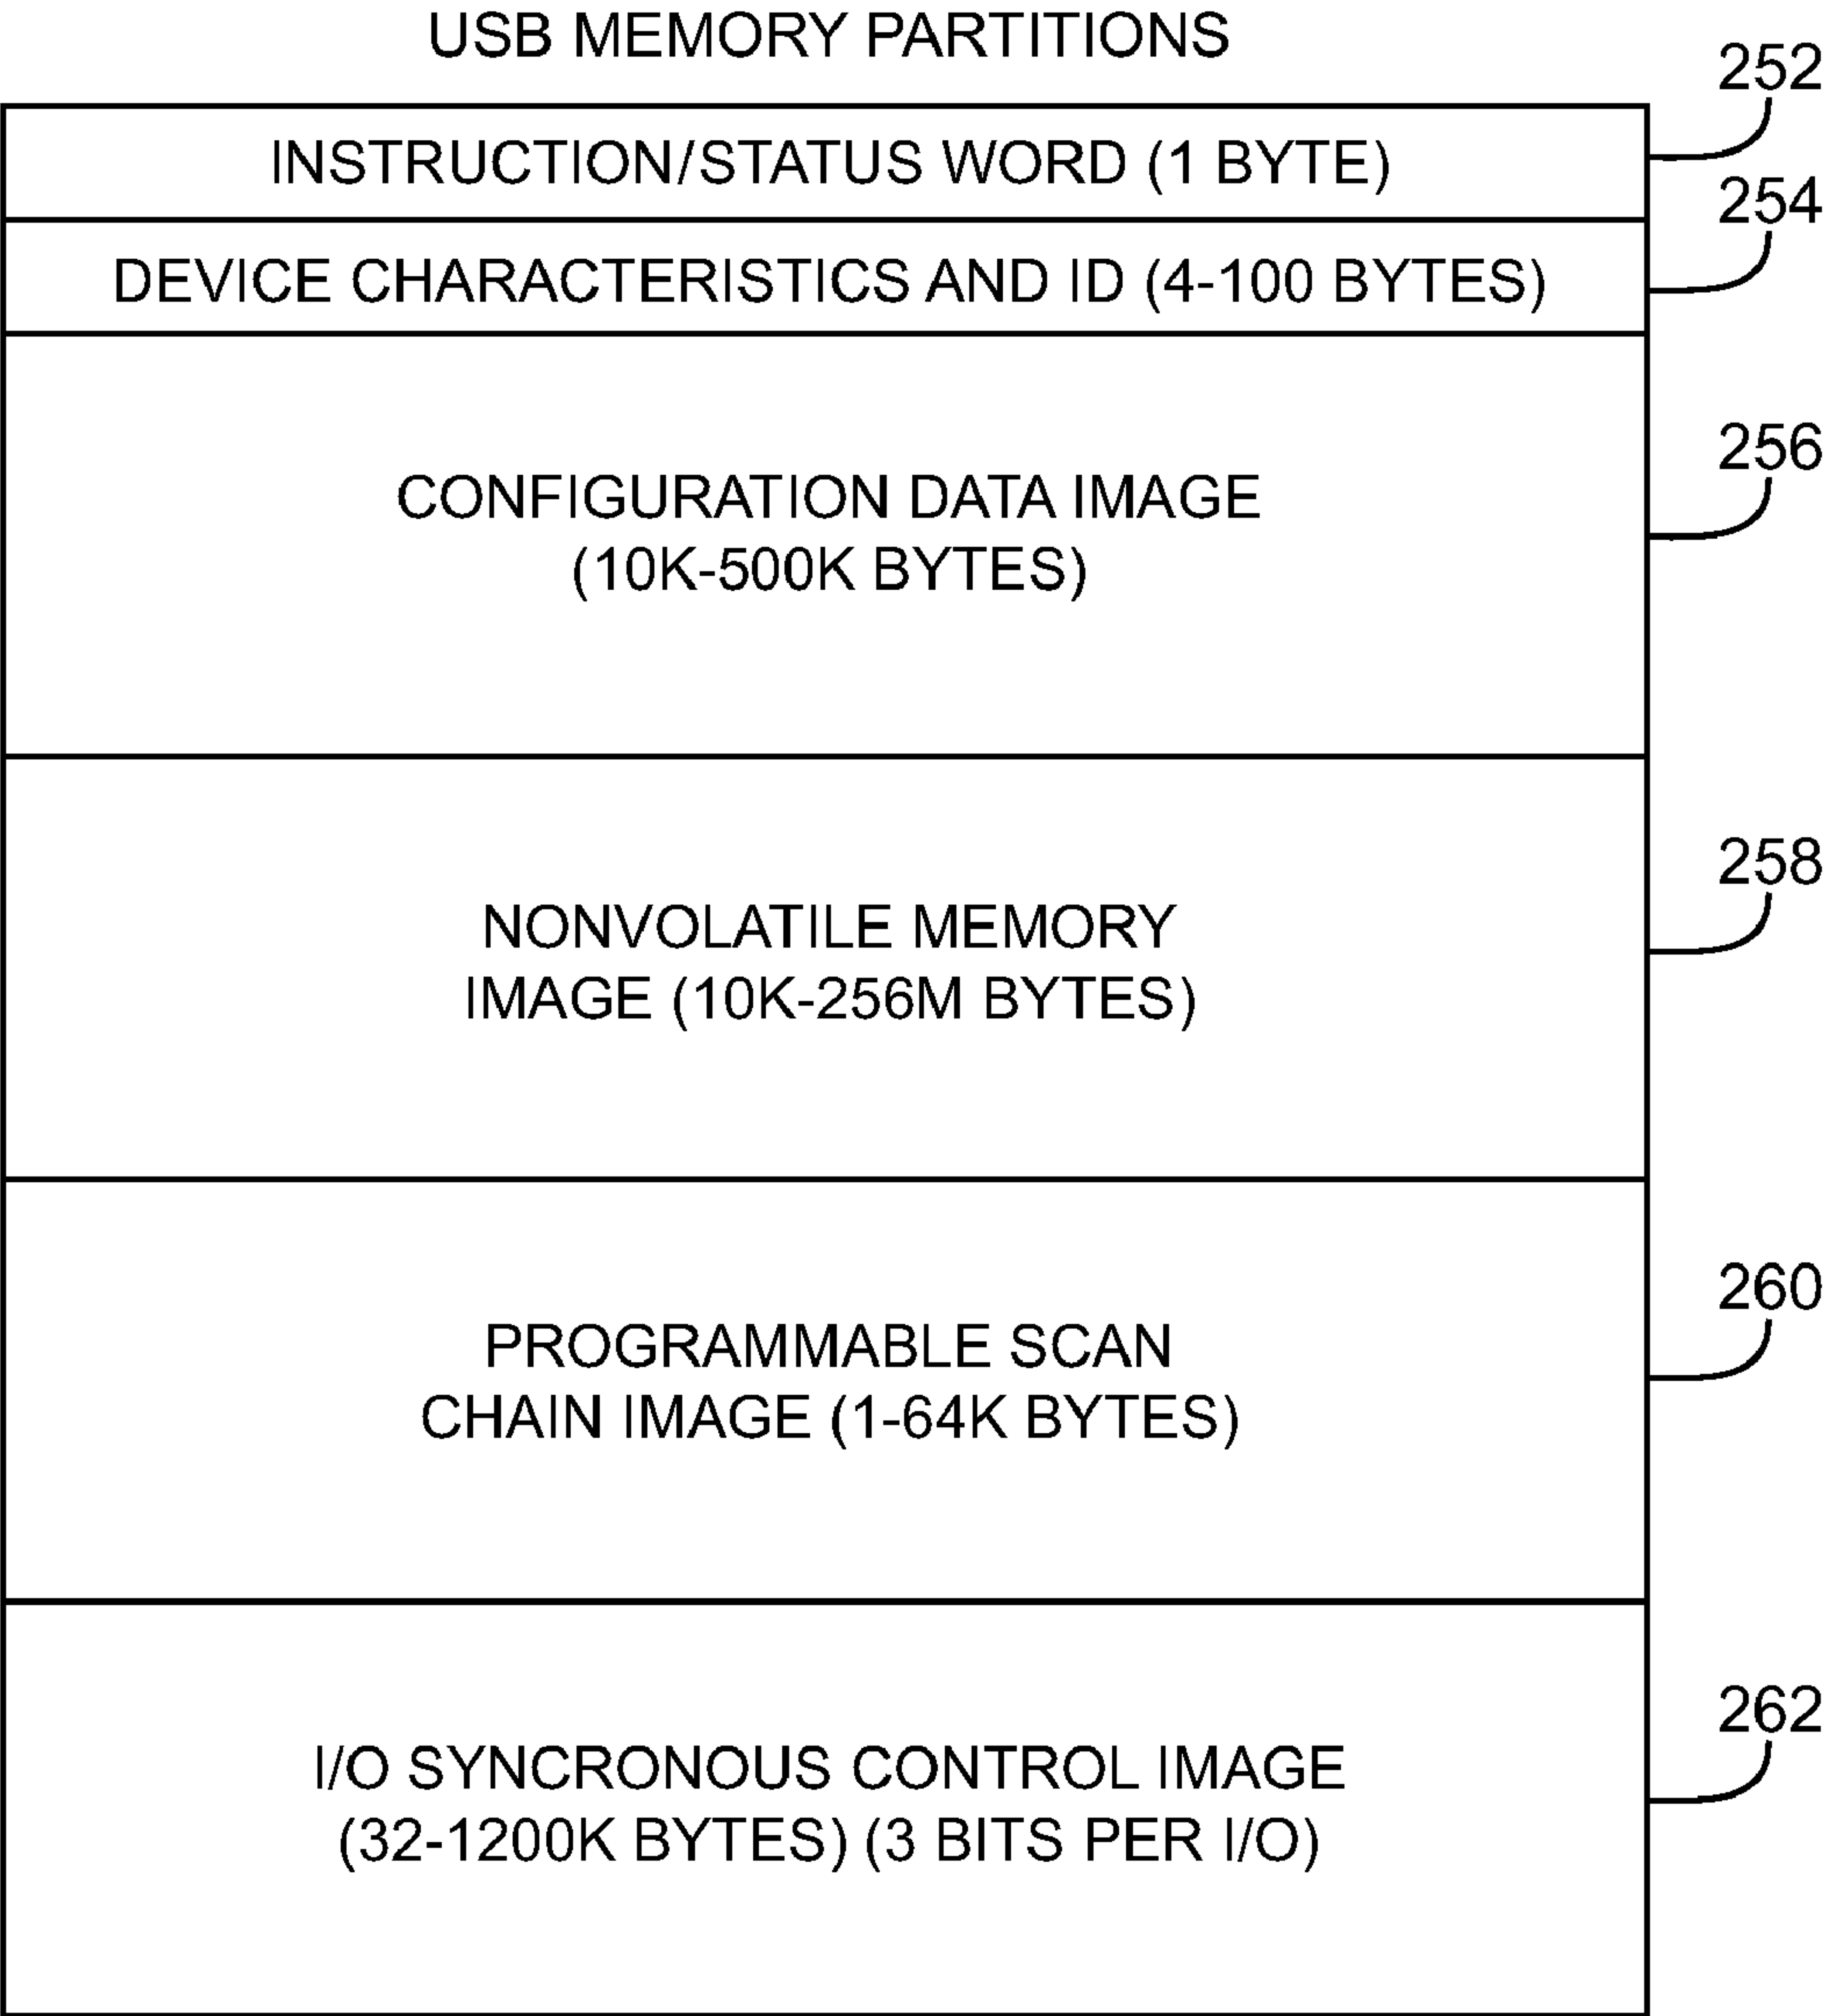 USB MEMORY PARTITIONS
252
INSTRUCTION/STATUS WORD (1 BYTE)
254
DEVICE CHARACTERISTICS AND ID (4-100 BYTES)
256
CONFIGURATION DATA IMAGE
(10K-500K BYTES)
258
NONVOLATILE MEMORY
IMAGE (10K-256M BYTES)
260
PROGRAMMABLE SCAN
CHAIN IMAGE (1-64K BYTES)
262
I/O SYNCRONOUS CONTROL IMAGE
(32-1200K BYTES) (3 BITS PER I/O)